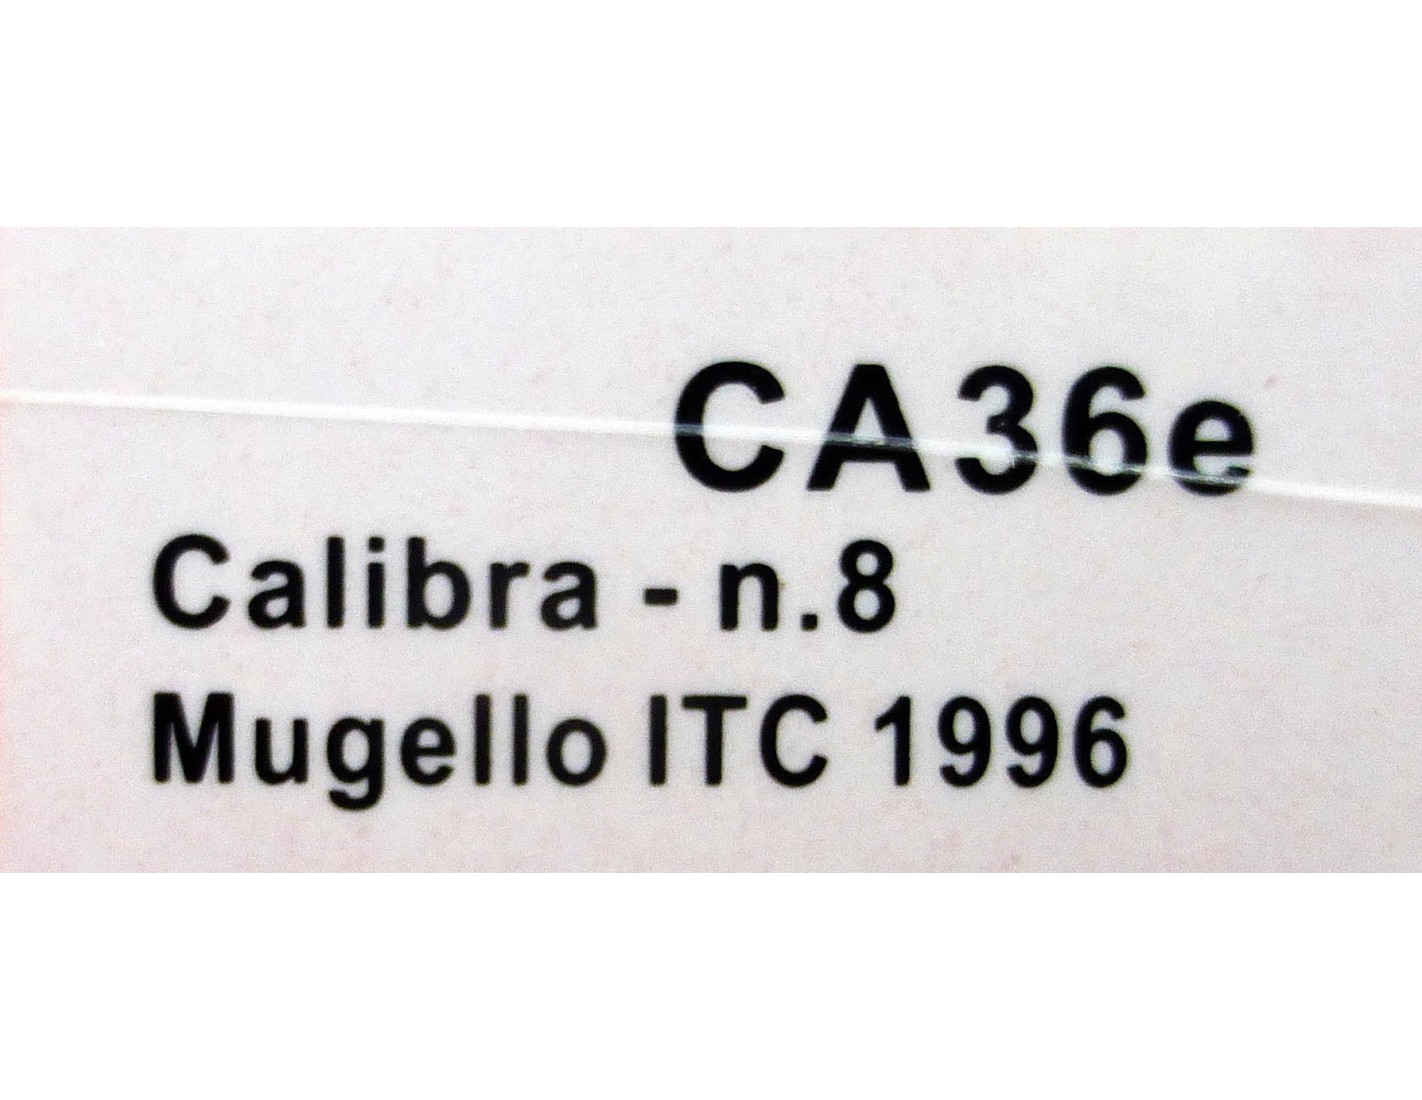 CA36e
Calibra - n.8
Mugello ITC 1996